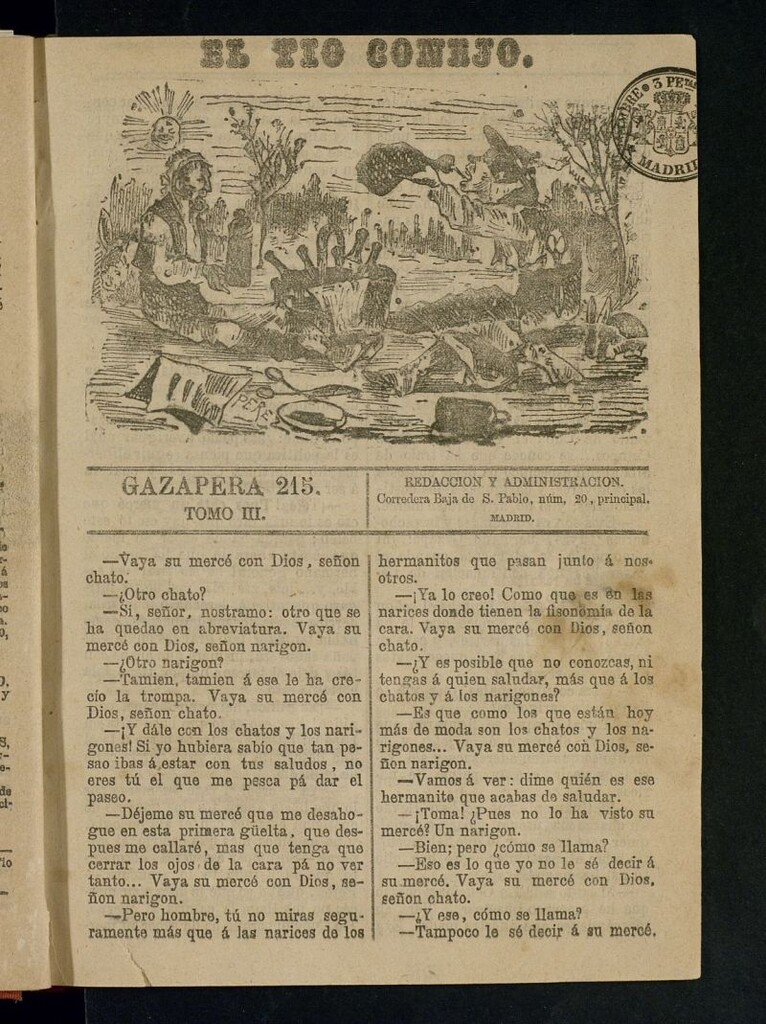 EL TIO CONEJO.
3 PETAS
MADRID
PERE
GAZAPERA 215.
TOMO III.
REDACCION Y ADMINISTRACION.
Corredera Baja de S. Pablo, núm, 20, principal.
MADRID.
—Vaya su mercé con Dios, señon
chato.
—¿Otro chato?
—Si, señor, nostramo: otro que se
ha quedao en abreviatura. Vaya su
mercé con Dios, señon narigon.
—¿Otro narigon?
—Tamien, tamien á ese le ha cre-
cío la trompa. Vaya su mercé con
Dios, señon chato.
—¡Y dále con los chatos y los nari-
gones! Si yo hubiera sabío que tan pe-
sao ibas á estar con tus saludos, no
eres tú el que me pesca pá dar el
paseo.
—Déjeme su mercé que me desaho-
gue en esta primera güelta, que des-
pues me callaré, mas que tenga que
cerrar los ojos de la cara pá no ver
tanto... Vaya su mercé con Dios, se-
ñon narigon.
—Pero hombre, tú no miras segu-
ramente más que á las narices de los
hermanitos que pasan junto á nos-
otros.
—¡Ya lo creo! Como que es en las
narices donde tienen la fisonomía de la
cara. Vaya su mercé con Dios, señon
chato.
—¿Y es posible que no conozcas, ni
tengas á quien saludar, más que á los
chatos y á los narigones?
—Es que como los que están hoy
más de moda son los chatos y los na-
rigones... Vaya su mercé con Dios, se-
ñon narigon.
—Vamos á ver: dime quién es ese
hermanito que acabas de saludar.
—¡Toma! ¿Pues no lo ha visto su
mercé? Un narigon.
—Bien; pero ¿cómo se llama?
—Eso es lo que yo no le sé decir á
su mercé. Vaya su mercé con Dios,
señon chato.
—¿Y ese, cómo se llama?
—Tampoco le sé decir á su mercé.